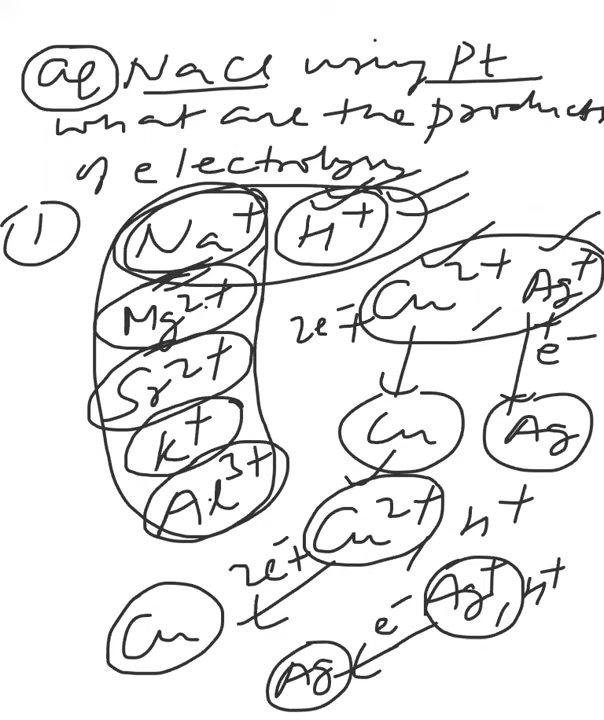 aq NaCl using Pt
what are the products
of electrolysis
1 Na+ H+
Mg2+ Cu2+ Ag+
2e-+ + e-
Sr2+
K+ Cu Ag
Al3+
Cu2+ H+
2e-+ Ag+, H+
Cu e-
Ag